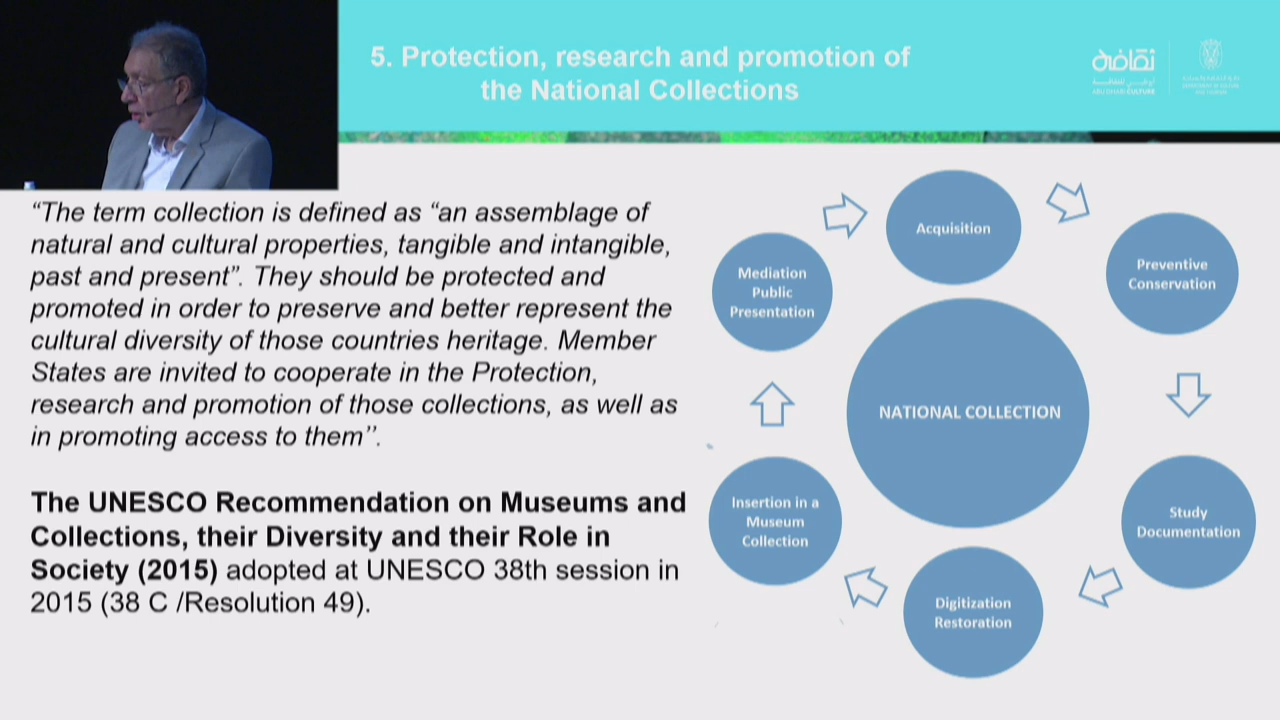 5. Protection, research and promotion of
the National Collections
ثقافة
ABU DHABI CULTURE
“The term collection is defined as “an assemblage of
natural and cultural properties, tangible and intangible,
past and present”. They should be protected and
promoted in order to preserve and better represent the
cultural diversity of those countries heritage. Member
States are invited to cooperate in the Protection,
research and promotion of those collections, as well as
in promoting access to them’’.
The UNESCO Recommendation on Museums and
Collections, their Diversity and their Role in
Society (2015) adopted at UNESCO 38th session in
2015 (38 C /Resolution 49).
Acquisition
Preventive
Conservation
Study
Documentation
Digitization
Restoration
Insertion in a
Museum
Collection
Mediation
Public
Presentation
NATIONAL COLLECTION